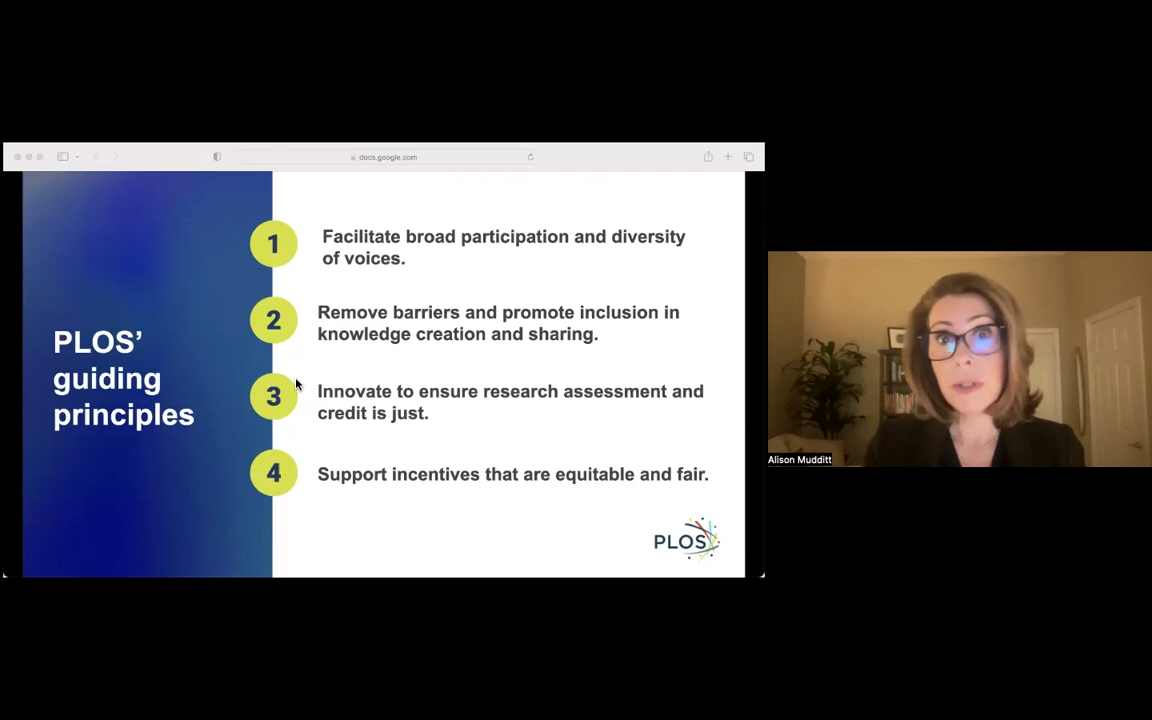 docs.google.com
PLOS’
guiding
principles
1
Facilitate broad participation and diversity
of voices.
2
Remove barriers and promote inclusion in
knowledge creation and sharing.
3
Innovate to ensure research assessment and
credit is just.
4
Support incentives that are equitable and fair.
PLOS
Alison Mudditt